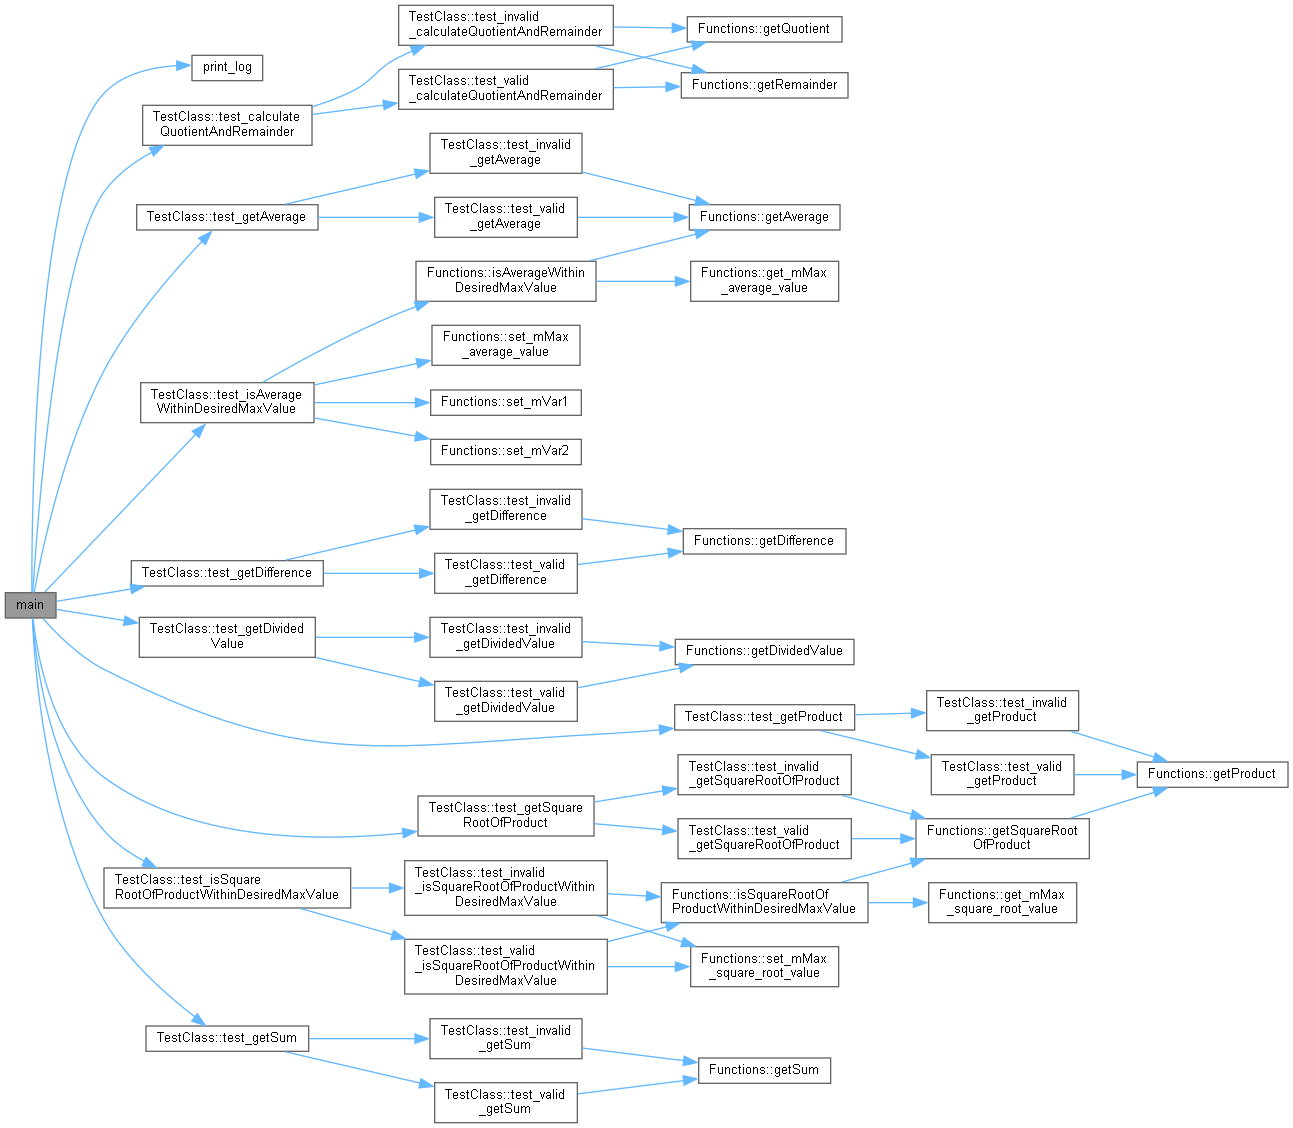 main
print_log
TestClass::test_calculate
QuotientAndRemainder
TestClass::test_invalid
_calculateQuotientAndRemainder
TestClass::test_valid
_calculateQuotientAndRemainder
Functions::getQuotient
Functions::getRemainder
TestClass::test_getAverage
TestClass::test_invalid
_getAverage
TestClass::test_valid
_getAverage
Functions::getAverage
TestClass::test_isAverage
WithinDesiredMaxValue
Functions::isAverageWithin
DesiredMaxValue
Functions::get_mMax
_average_value
Functions::set_mMax
_average_value
Functions::set_mVar1
Functions::set_mVar2
TestClass::test_getDifference
TestClass::test_invalid
_getDifference
TestClass::test_valid
_getDifference
Functions::getDifference
TestClass::test_getDivided
Value
TestClass::test_invalid
_getDividedValue
TestClass::test_valid
_getDividedValue
Functions::getDividedValue
TestClass::test_getProduct
TestClass::test_invalid
_getProduct
TestClass::test_valid
_getProduct
Functions::getProduct
TestClass::test_getSquare
RootOfProduct
TestClass::test_invalid
_getSquareRootOfProduct
TestClass::test_valid
_getSquareRootOfProduct
Functions::getSquareRoot
OfProduct
TestClass::test_isSquare
RootOfProductWithinDesiredMaxValue
TestClass::test_invalid
_isSquareRootOfProductWithin
DesiredMaxValue
TestClass::test_valid
_isSquareRootOfProductWithin
DesiredMaxValue
Functions::isSquareRootOf
ProductWithinDesiredMaxValue
Functions::get_mMax
_square_root_value
Functions::set_mMax
_square_root_value
TestClass::test_getSum
TestClass::test_invalid
_getSum
TestClass::test_valid
_getSum
Functions::getSum